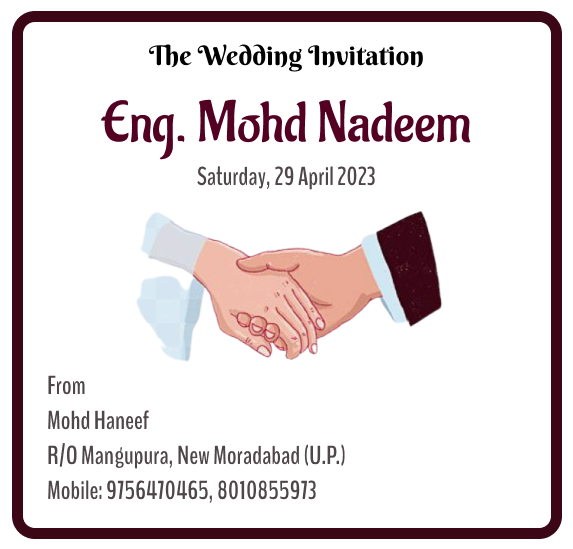 The Wedding Invitation
Eng. Mohd Nadeem
Saturday, 29 April 2023
From
Mohd Haneef
R/O Mangupura, New Moradabad (U.P.)
Mobile: 9756470465, 8010855973